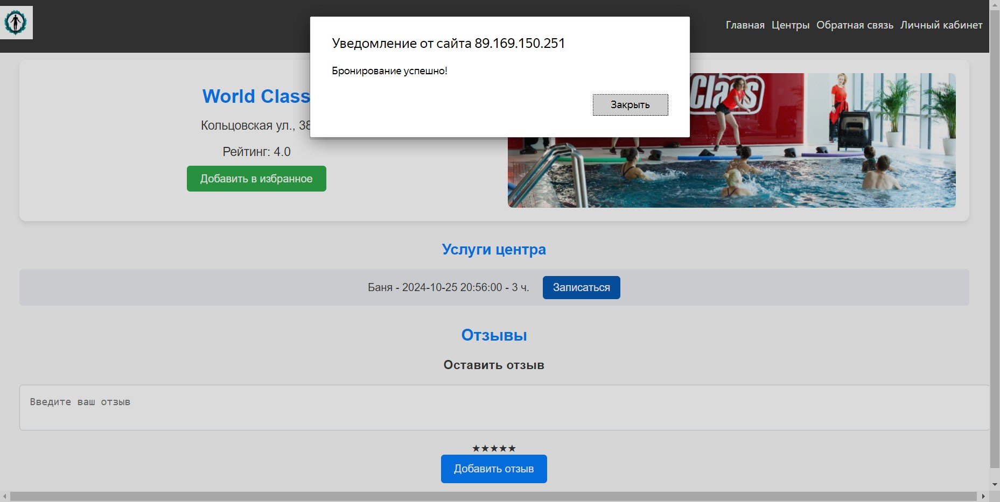 Главная Центры Обратная связь Личный кабинет
Уведомление от сайта 89.169.150.251
Бронирование успешно!
Закрыть
World Class
Кольцовская ул., 38
Рейтинг: 4.0
Добавить в избранное
Class
Услуги центра
Баня - 2024-10-25 20:56:00 - 3 ч. Записаться
Отзывы
Оставить отзыв
Введите ваш отзыв
★★★★★
Добавить отзыв